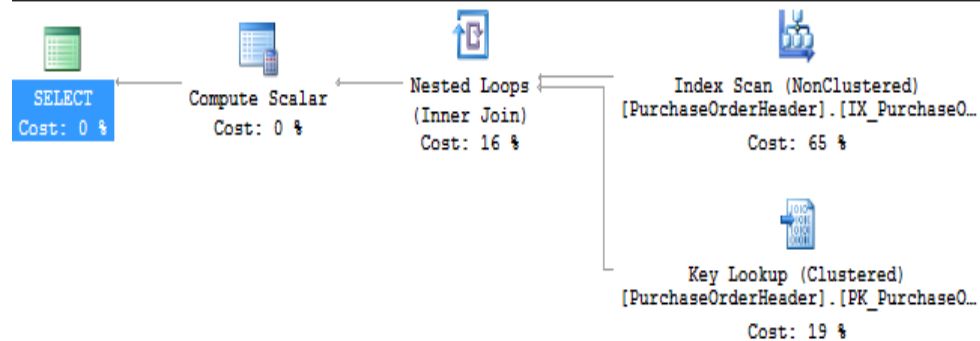 SELECT
Cost: 0 %
Compute Scalar
Cost: 0 %
Nested Loops
(Inner Join)
Cost: 16 %
Index Scan (NonClustered)
[PurchaseOrderHeader].[IX_PurchaseO…
Cost: 65 %
Key Lookup (Clustered)
[PurchaseOrderHeader].[PK_PurchaseO…
Cost: 19 %